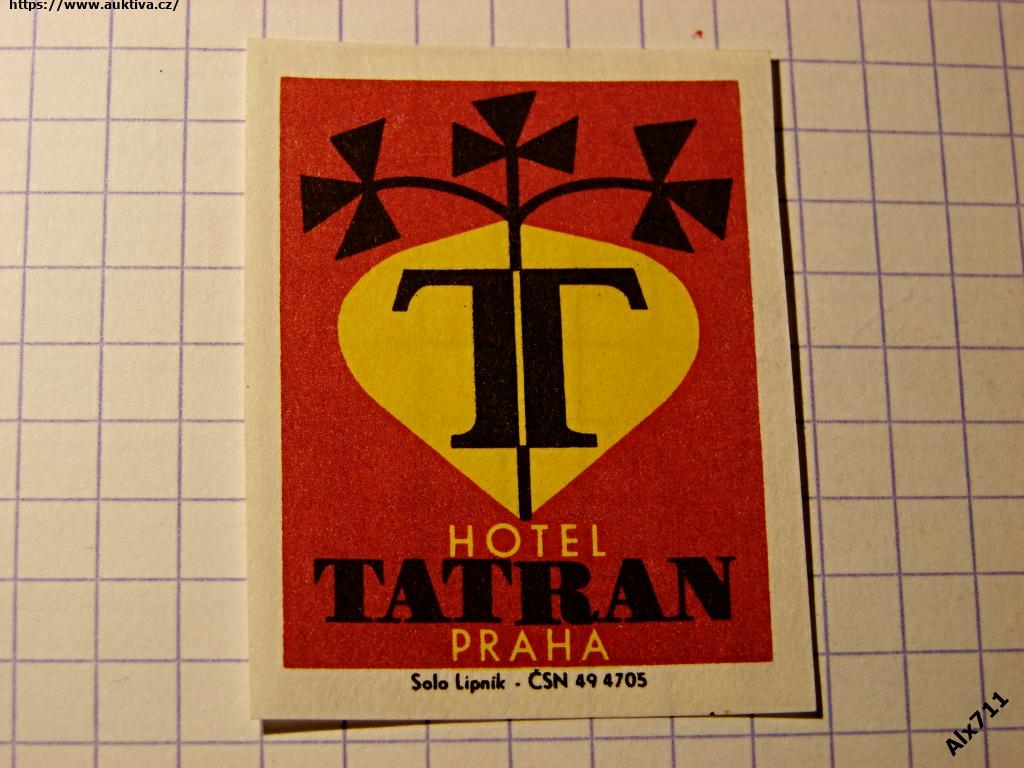 https://www.auktiva.cz/
T
HOTEL
TATRAN
PRAHA
Solo Lipník - ČSN 49 4705
Alx711